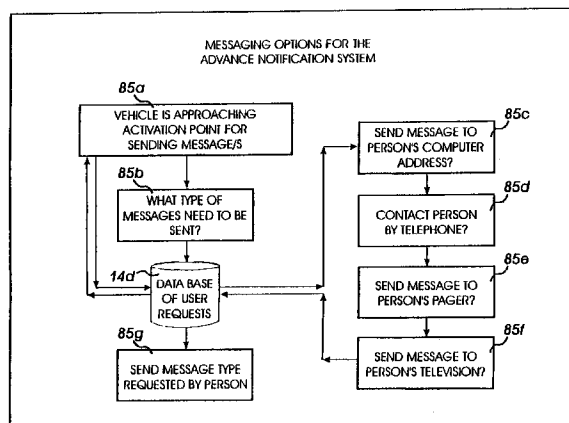 MESSAGING OPTIONS FOR THE
ADVANCE NOTIFICATION SYSTEM
85a
VEHICLE IS APPROACHING
ACTIVATION POINT FOR
SENDING MESSAGE/S
85b
WHAT TYPE OF
MESSAGES NEED TO BE
SENT?
14d
DATA BASE
OF USER
REQUESTS
85g
SEND MESSAGE TYPE
REQUESTED BY PERSON
85c
SEND MESSAGE TO
PERSON'S COMPUTER
ADDRESS?
85d
CONTACT PERSON
BY TELEPHONE?
85e
SEND MESSAGE TO
PERSON'S PAGER?
85f
SEND MESSAGE TO
PERSON'S TELEVISION?